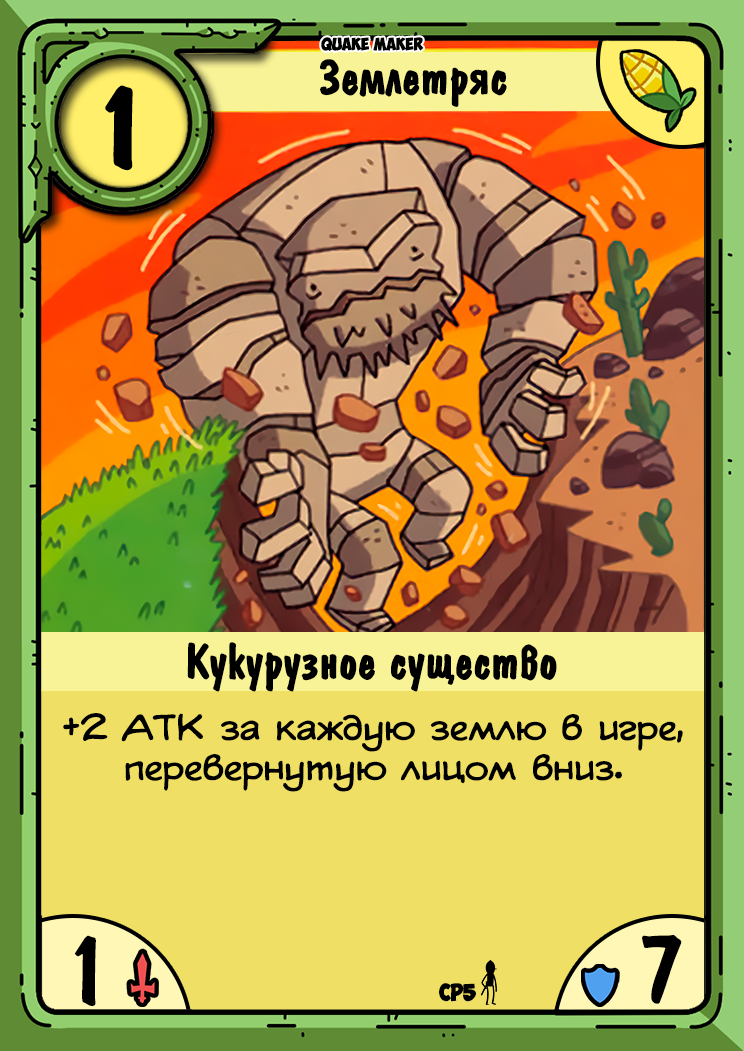 QUAKE MAKER
Землетряс
1
Кукурузное существо
+2 АТК за каждую землю в игре,
перевернутую лицом вниз.
1
CP5
7